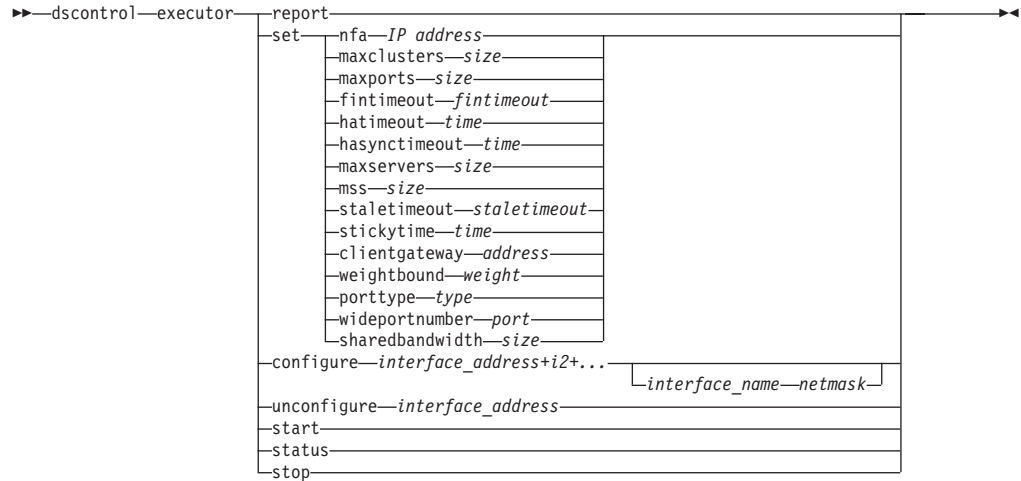 dscontrol executor report
set nfa IP address
maxclusters size
maxports size
fintimeout fintimeout
hatimeout time
hasynctimeout time
maxservers size
mss size
staletimeout staletimeout
stickytime time
clientgateway address
weightbound weight
porttype type
wideportnumber port
sharedbandwidth size
configure interface_address+i2+...
interface_name netmask
unconfigure interface_address
start
status
stop